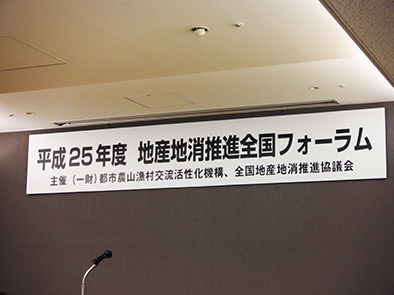 平成25年度 地産地消推進全国フォーラム
主催 (一財)都市農山漁村交流活性化機構、全国地産地消推進協議会